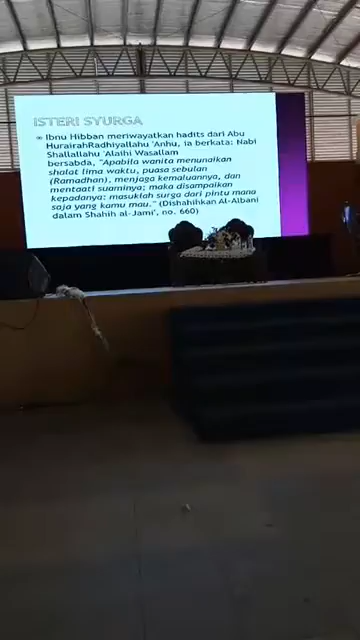 ISTERI SYURGA
Ibnu Hibban meriwayatkan hadits dari Abu
HurairahRadhiyallahu 'Anhu, ia berkata: Nabi
Shallallahu 'Alaihi Wasallam
bersabda, "Apabila wanita menunaikan
shalat lima waktu, puasa sebulan
(Ramadhan), menjaga kemaluannya, dan
mentaati suaminya; maka disampaikan
kepadanya: masuklah surga dari pintu mana
saja yang kamu mau." (Dishahihkan Al-Albani
dalam Shahih al-Jami', no. 660)